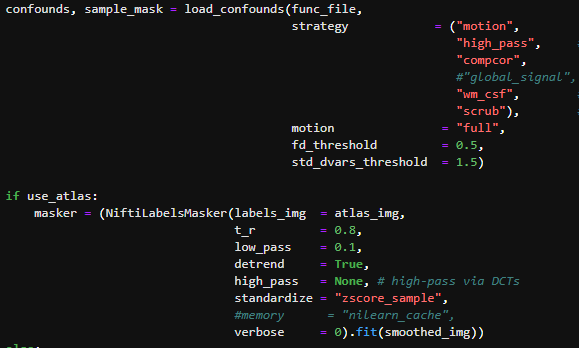 confounds, sample_mask = load_confounds(func_file,
strategy = ("motion",
"high_pass",
"compcor",
#"global_signal",
"wm_csf",
"scrub"),
motion = "full",
fd_threshold = 0.5,
std_dvars_threshold = 1.5)
if use_atlas:
masker = (NiftiLabelsMasker(labels_img = atlas_img,
t_r = 0.8,
low_pass = 0.1,
detrend = True,
high_pass = None, # high-pass via DCTs
standardize = "zscore_sample",
#memory = "nilearn_cache",
verbose = 0).fit(smoothed_img))